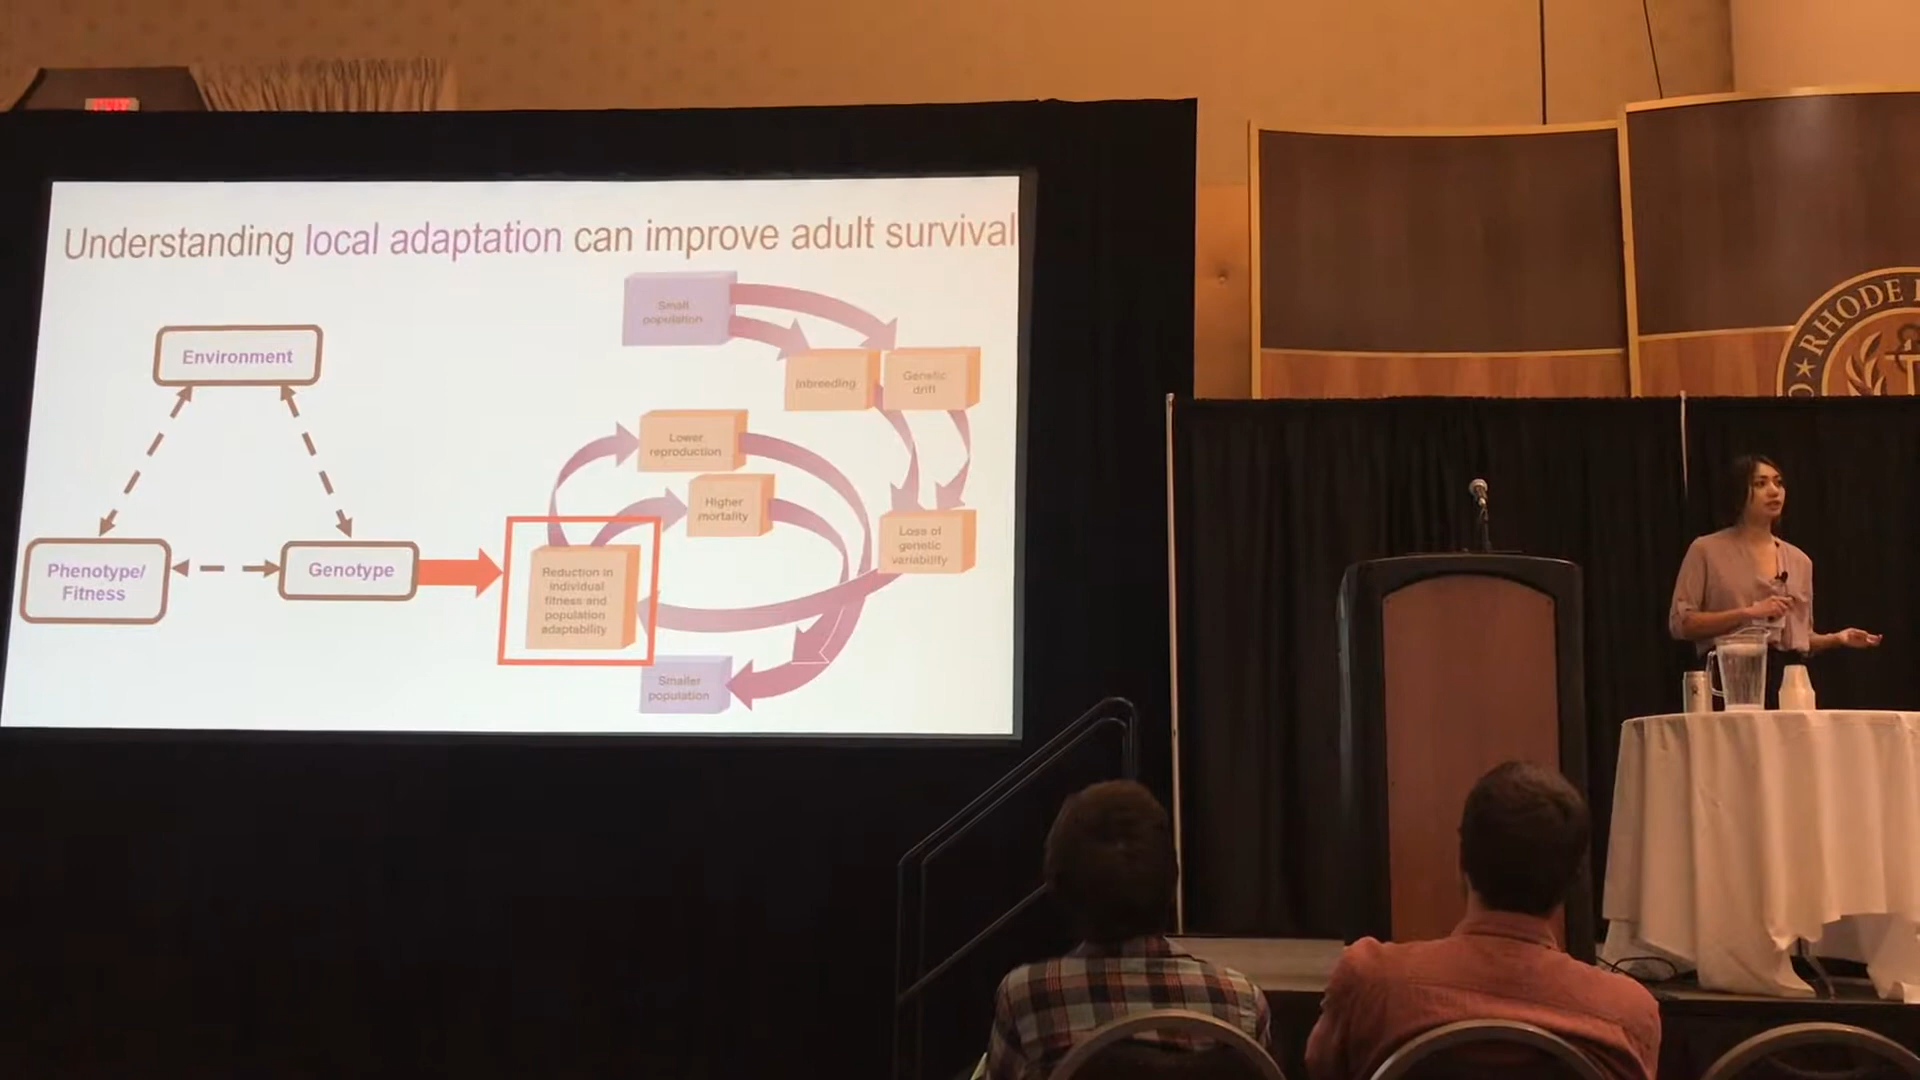 EXIT
Understanding local adaptation can improve adult survival
Environment
Phenotype/
Fitness
Genotype
Small
population
Inbreeding
Genetic
drift
Lower
reproduction
Higher
mortality
Loss of
genetic
variability
Reduction in
individual
fitness and
population
adaptability
Smaller
population
RHODE